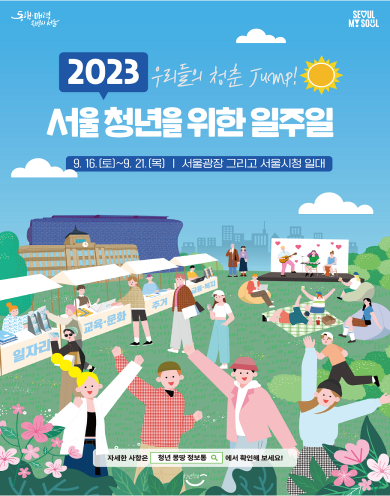 동행·매력
특별시 서울
SEOUL
MY SOUL
2023 우리들의 청춘 Jump!
서울 청년을 위한 일주일
9. 16.(토)~9. 21.(목) | 서울광장 그리고 서울시청 일대
일자리
교육·문화
주거
금융·복지
자세한 사항은 청년 몽땅 정보통 에서 확인해 보세요!